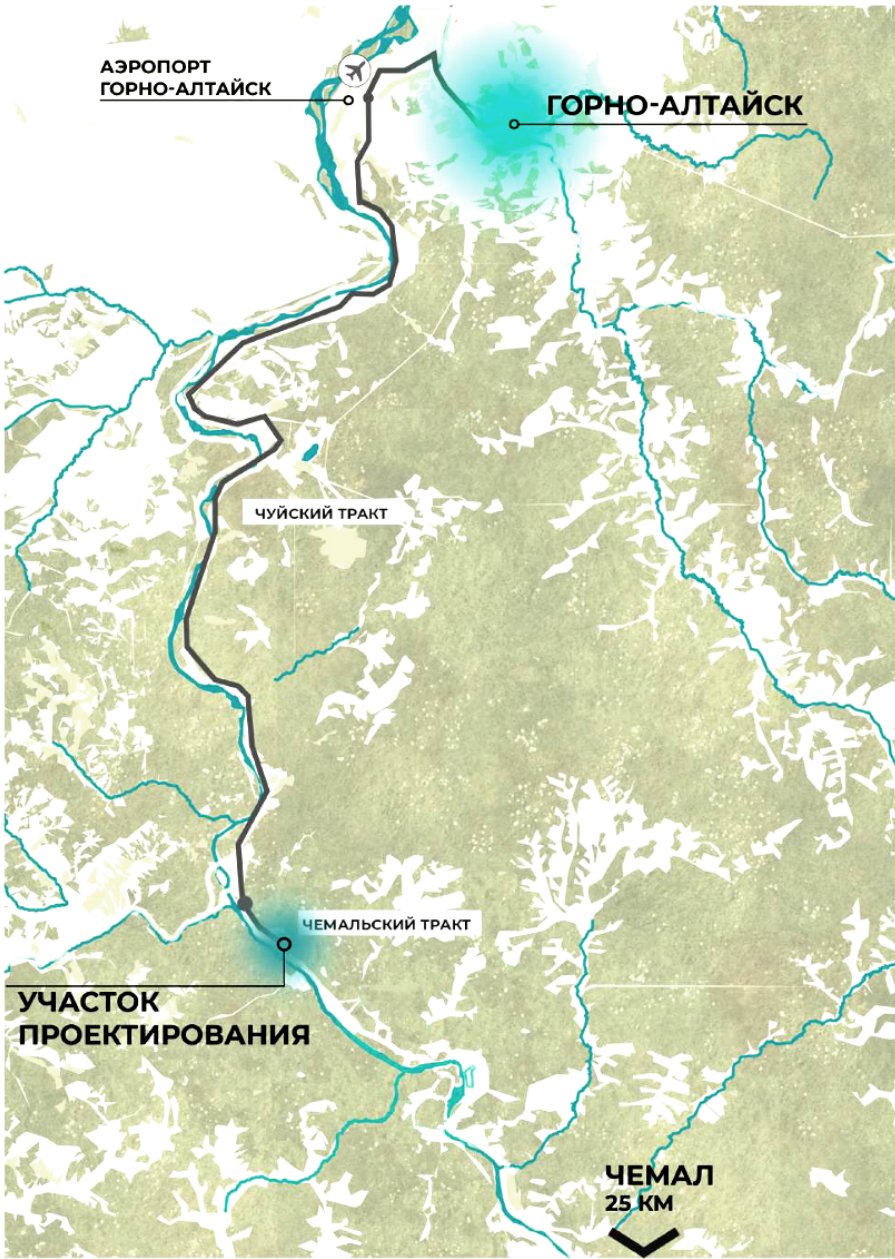 АЭРОПОРТ
ГОРНО-АЛТАЙСК
ГОРНО-АЛТАЙСК
ЧУЙСКИЙ ТРАКТ
ЧЕМАЛЬСКИЙ ТРАКТ
УЧАСТОК
ПРОЕКТИРОВАНИЯ
ЧЕМАЛ
25 КМ